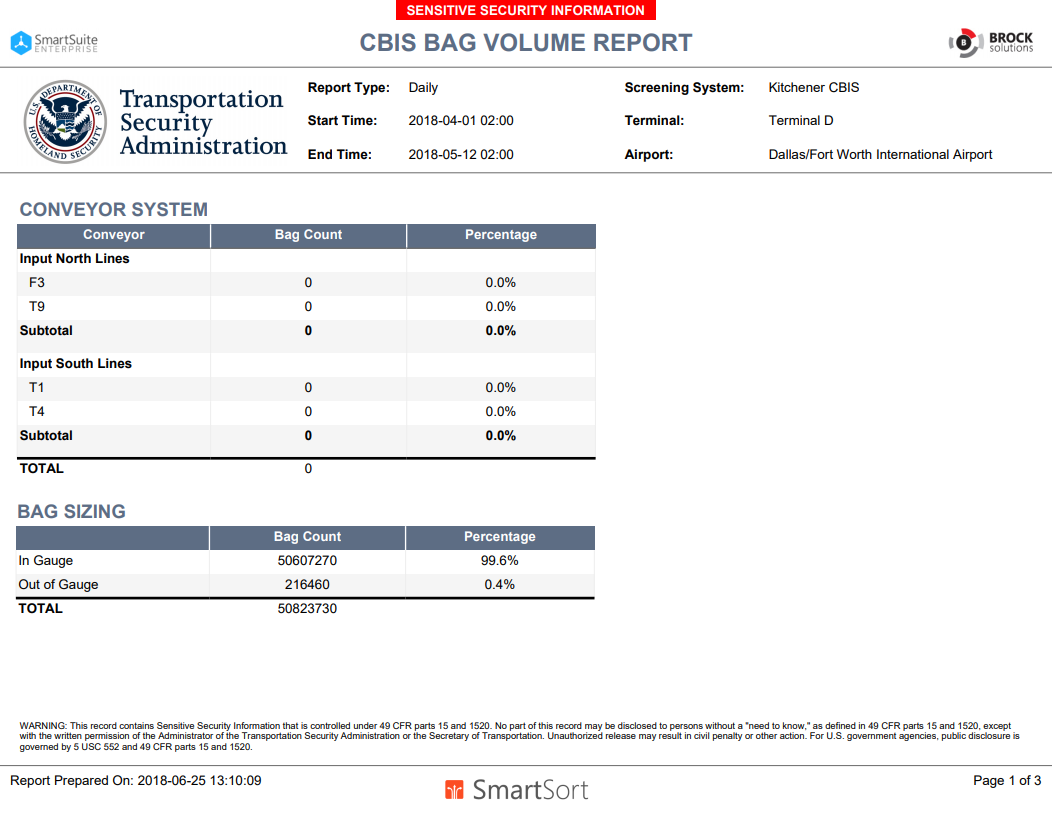 SENSITIVE SECURITY INFORMATION
SmartSuite
ENTERPRISE
CBIS BAG VOLUME REPORT
B BROCK
solutions
U.S. DEPARTMENT OF
HOMELAND SECURITY
Transportation
Security
Administration
Report Type: Daily Screening System: Kitchener CBIS
Start Time: 2018-04-01 02:00 Terminal: Terminal D
End Time: 2018-05-12 02:00 Airport: Dallas/Fort Worth International Airport
CONVEYOR SYSTEM
Conveyor Bag Count Percentage
Input North Lines
F3 0 0.0%
T9 0 0.0%
Subtotal 0 0.0%
Input South Lines
T1 0 0.0%
T4 0 0.0%
Subtotal 0 0.0%
TOTAL 0
BAG SIZING
Bag Count Percentage
In Gauge 50607270 99.6%
Out of Gauge 216460 0.4%
TOTAL 50823730
WARNING: This record contains Sensitive Security Information that is controlled under 49 CFR parts 15 and 1520. No part of this record may be disclosed to persons without a "need to know," as defined in 49 CFR parts 15 and 1520, except
with the written permission of the Administrator of the Transportation Security Administration or the Secretary of Transportation. Unauthorized release may result in civil penalty or other action. For U.S. government agencies, public disclosure is
governed by 5 USC 552 and 49 CFR parts 15 and 1520.
Report Prepared On: 2018-06-25 13:10:09 SmartSort Page 1 of 3